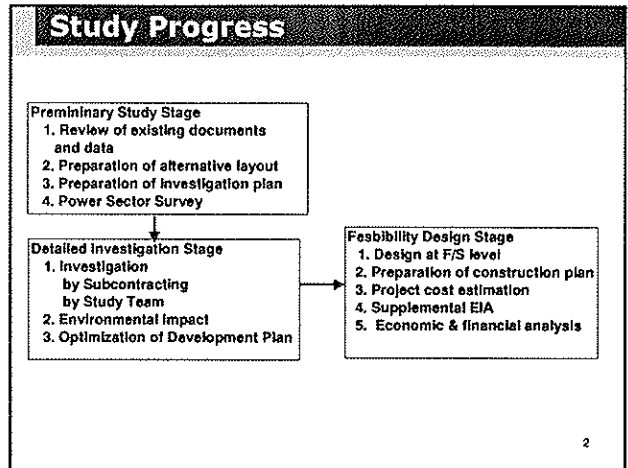 Study Progress
Premininary Study Stage
1. Review of existing documents
and data
2. Preparation of alternative layout
3. Preparation of investigation plan
4. Power Sector Survey
Detailed Investigation Stage
1. Investigation
by Subcontracting
by Study Team
2. Environmental Impact
3. Optimization of Development Plan
Fesbibility Design Stage
1. Design at F/S level
2. Preparation of construction plan
3. Project cost estimation
4. Supplemental EIA
5. Economic & financial analysis
2